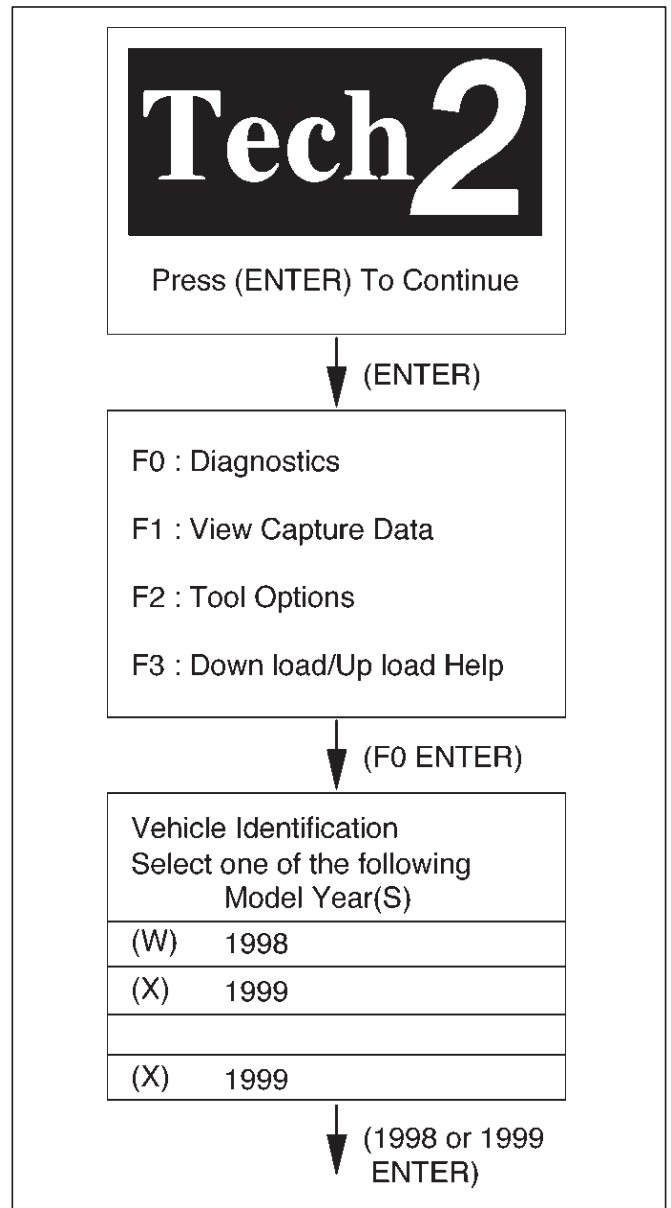 Tech 2
Press (ENTER) To Continue
(ENTER)
F0 : Diagnostics
F1 : View Capture Data
F2 : Tool Options
F3 : Down load/Up load Help
(F0 ENTER)
Vehicle Identification
Select one of the following
Model Year(S)
(W) 1998
(X) 1999
(X) 1999
(1998 or 1999
ENTER)